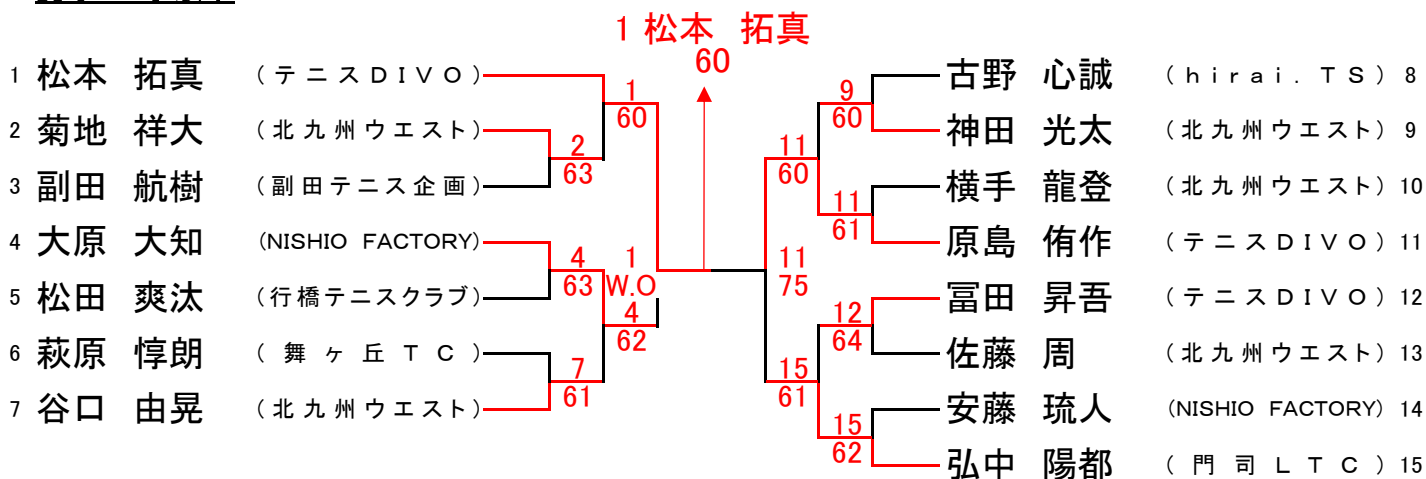 1 松本 拓真
60
1 松本 拓真 (テニスDIVO)
2 菊地 祥大 (北九州ウエスト)
3 副田 航樹 (副田テニス企画)
4 大原 大知 (NISHIO FACTORY)
5 松田 爽汰 (行橋テニスクラブ)
6 萩原 惇朗 (舞ヶ丘TC)
7 谷口 由晃 (北九州ウエスト)
1
60
2
63
4
63
7
61
1
W.O
4
62
9
60
11
60
11
61
11
75
12
64
15
61
15
62
古野 心誠 (hirai.TS) 8
神田 光太 (北九州ウエスト) 9
横手 龍登 (北九州ウエスト) 10
原島 侑作 (テニスDIVO) 11
冨田 昇吾 (テニスDIVO) 12
佐藤 周 (北九州ウエスト) 13
安藤 琉人 (NISHIO FACTORY) 14
弘中 陽都 (門司LTC) 15